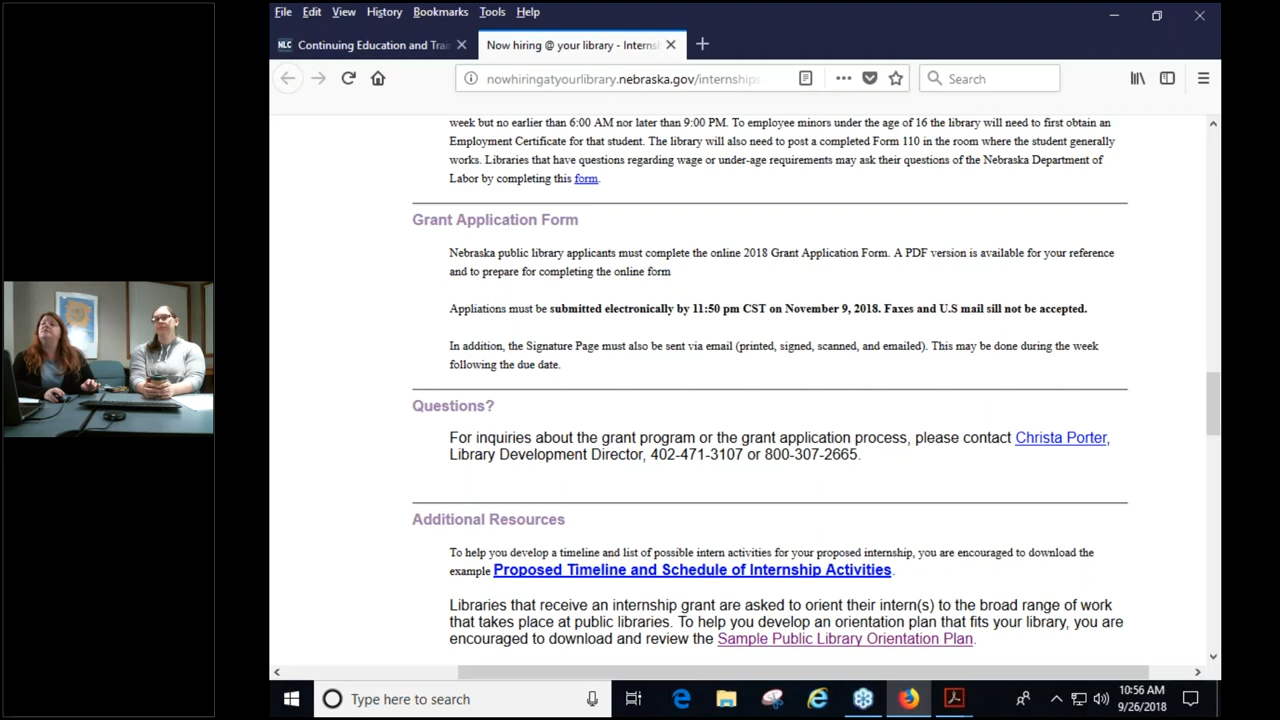 File Edit View History Bookmarks Tools Help
NLC Continuing Education and Trai
Now hiring @ your library - Interns
nowhiringatyourlibrary.nebraska.gov/internships
Search
week but no earlier than 6:00 AM nor later than 9:00 PM. To employee minors under the age of 16 the library will need to first obtain an
Employment Certificate for that student. The library will also need to post a completed Form 110 in the room where the student generally
works. Libraries that have questions regarding wage or under-age requirements may ask their questions of the Nebraska Department of
Labor by completing this form.
Grant Application Form
Nebraska public library applicants must complete the online 2018 Grant Application Form. A PDF version is available for your reference
and to prepare for completing the online form
Appliations must be submitted electronically by 11:50 pm CST on November 9, 2018. Faxes and U.S mail sill not be accepted.
In addition, the Signature Page must also be sent via email (printed, signed, scanned, and emailed). This may be done during the week
following the due date.
Questions?
For inquiries about the grant program or the grant application process, please contact Christa Porter,
Library Development Director, 402-471-3107 or 800-307-2665.
Additional Resources
To help you develop a timeline and list of possible intern activities for your proposed internship, you are encouraged to download the
example Proposed Timeline and Schedule of Internship Activities.
Libraries that receive an internship grant are asked to orient their intern(s) to the broad range of work
that takes place at public libraries. To help you develop an orientation plan that fits your library, you are
encouraged to download and review the Sample Public Library Orientation Plan.
Type here to search
10:56 AM
9/26/2018